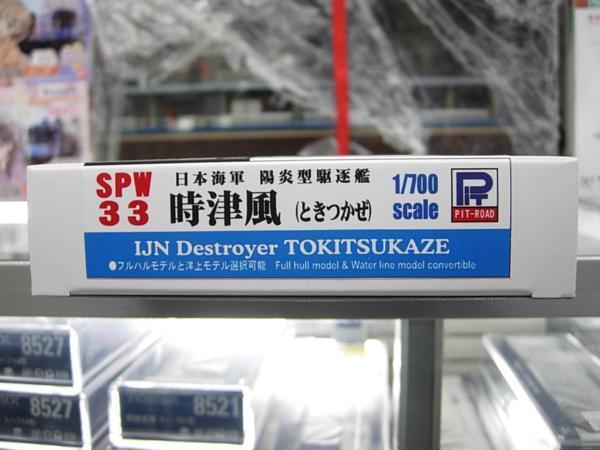 SPW
33
日本海軍 陽炎型駆逐艦
時津風(ときつかぜ)
1/700
scale
PIT
PIT-ROAD
IJN Destroyer TOKITSUKAZE
●フルハルモデルと洋上モデル選択可能 Full hull model & Water line model convertible
8527
8527
8521